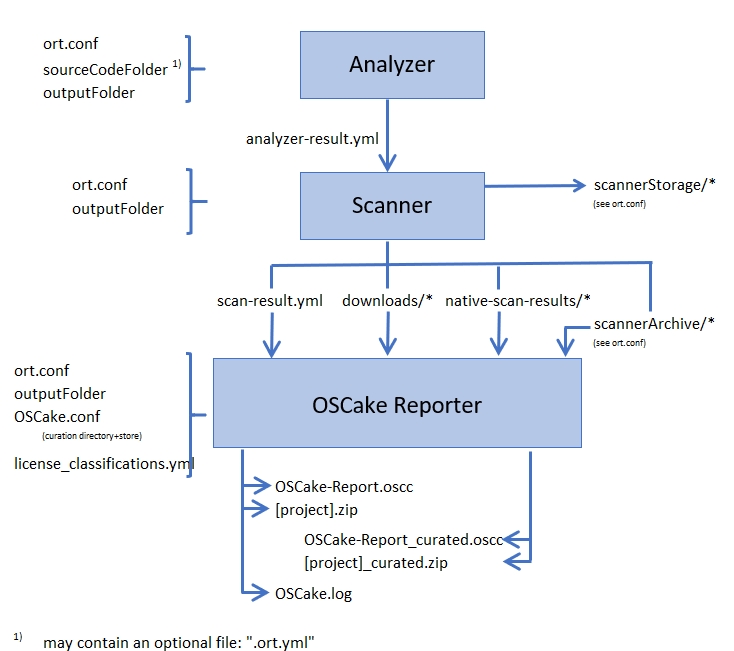 ort.conf
sourceCodeFolder 1)
outputFolder
Analyzer
analyzer-result.yml
ort.conf
outputFolder
Scanner
scannerStorage/*
(see ort.conf)
scan-result.yml
downloads/*
native-scan-results/*
scannerArchive/*
(see ort.conf)
ort.conf
outputFolder
OSCake.conf
(curation directory+store)
license_classifications.yml
OSCake Reporter
OSCake-Report.oscc
[project].zip
OSCake-Report_curated.oscc
[project]_curated.zip
OSCake.log
1) may contain an optional file: ".ort.yml"